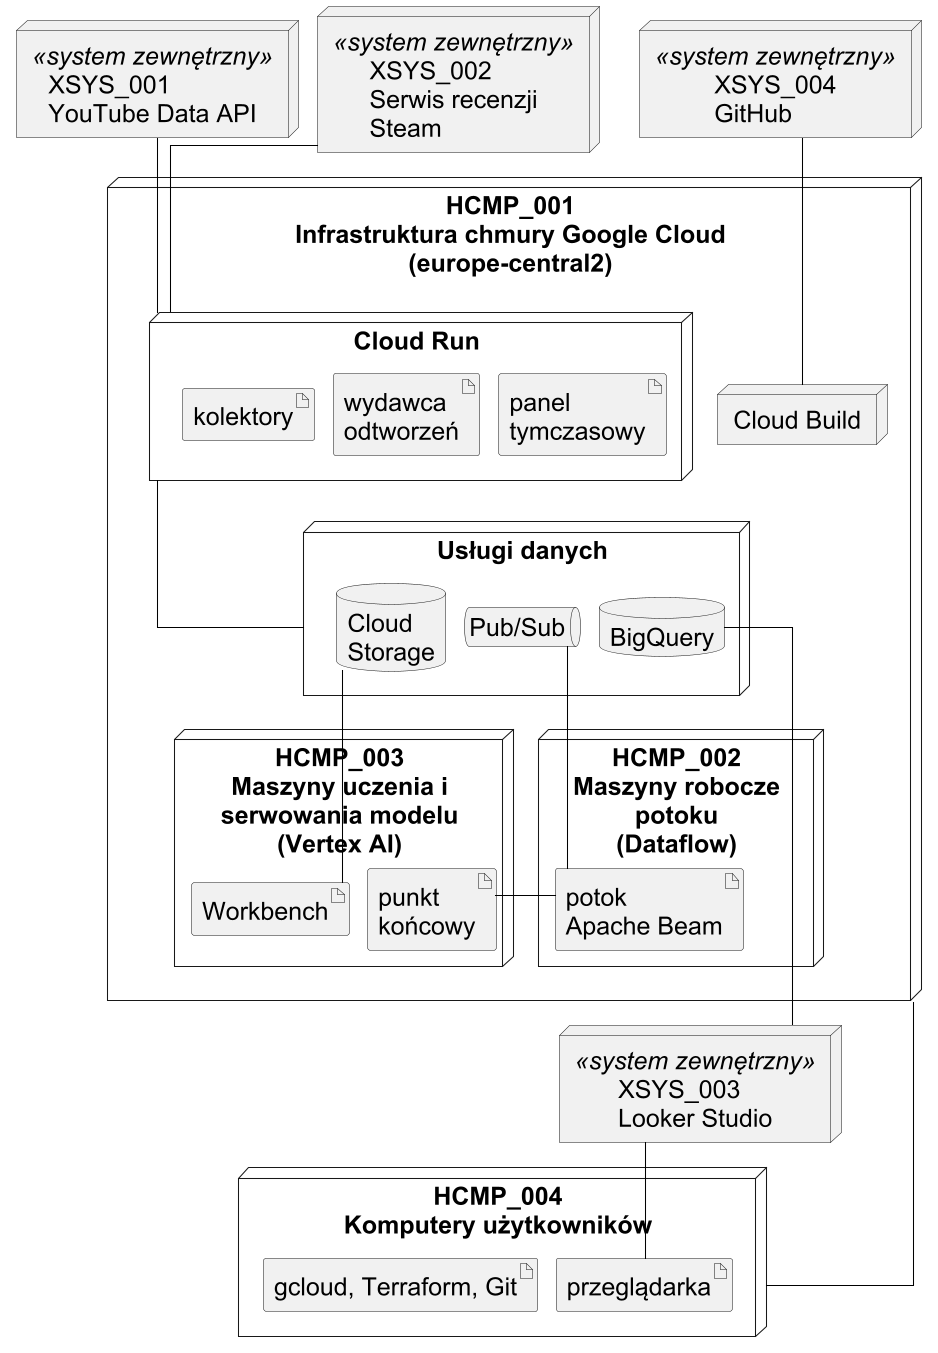 «system zewnętrzny»
XSYS_001
YouTube Data API
«system zewnętrzny»
XSYS_002
Serwis recenzji
Steam
«system zewnętrzny»
XSYS_004
GitHub
HCMP_001
Infrastruktura chmury Google Cloud
(europe-central2)
Cloud Run
kolektory
wydawca
odtworzeń
panel
tymczasowy
Cloud Build
Usługi danych
Cloud
Storage
Pub/Sub
BigQuery
HCMP_003
Maszyny uczenia i
serwowania modelu
(Vertex AI)
Workbench
punkt
końcowy
HCMP_002
Maszyny robocze
potoku
(Dataflow)
potok
Apache Beam
«system zewnętrzny»
XSYS_003
Looker Studio
HCMP_004
Komputery użytkowników
gcloud, Terraform, Git
przeglądarka